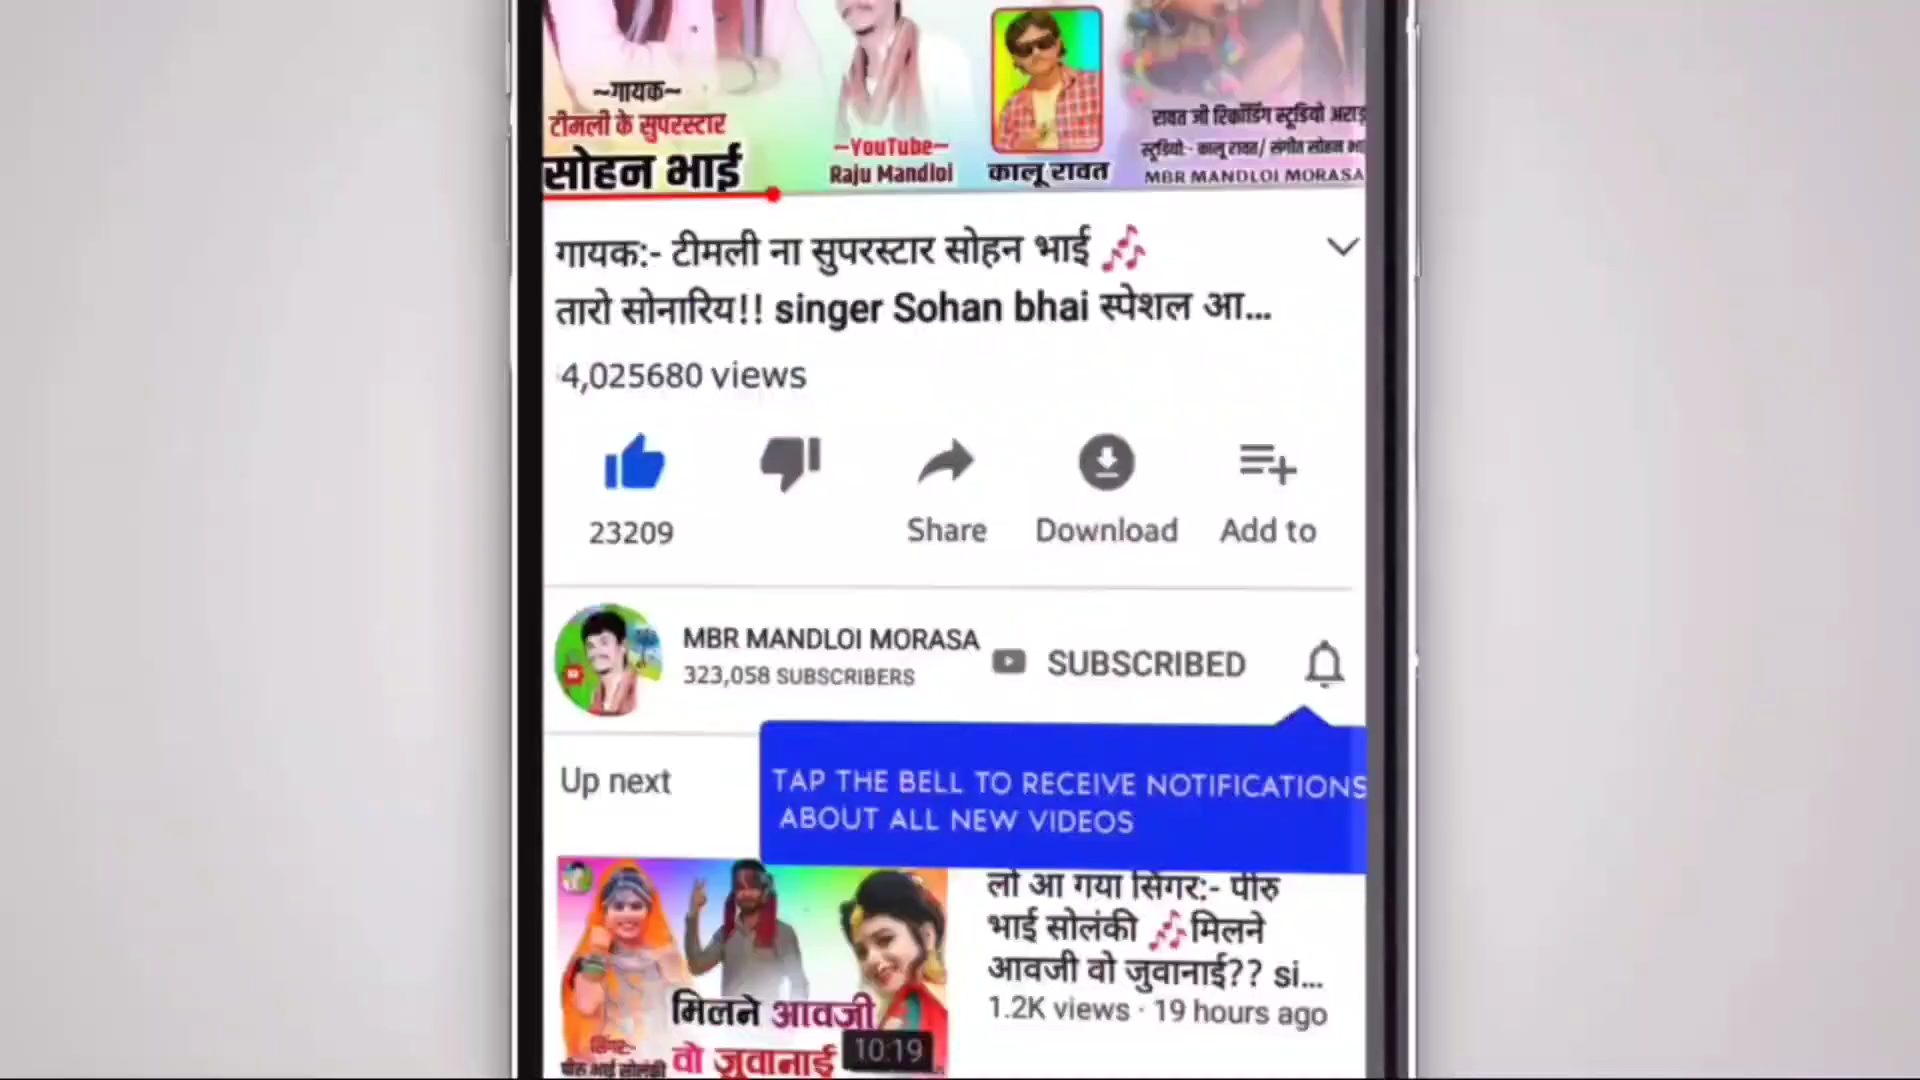 ~गायक~
टीमली के सुपरस्टार
सोहन भाई
—YouTube—
Raju Mandloi
कालू रावत
रावत जी रिकॉर्डिंग स्टूडियो
स्टूडियो:- कालू रावत/ संगीत सोहन
MBR MANDLOI MORASA
गायक:- टीमली ना सुपरस्टार सोहन भाई 🎶
तारो सोनारिय!! singer Sohan bhai स्पेशल आ...
4,025680 views
23209
Share
Download
Add to
MBR MANDLOI MORASA
323,058 SUBSCRIBERS
SUBSCRIBED
TAP THE BELL TO RECEIVE NOTIFICATIONS
ABOUT ALL NEW VIDEOS
Up next
लो आ गया सिंगर:- पीरु
भाई सोलंकी 🎶मिलने
आवजी वो जुवानाई?? si...
1.2K views · 19 hours ago
मिलने आवजी
वो जुवानाई
सिंगर:-
पीरु भाई सोलंकी
10:19